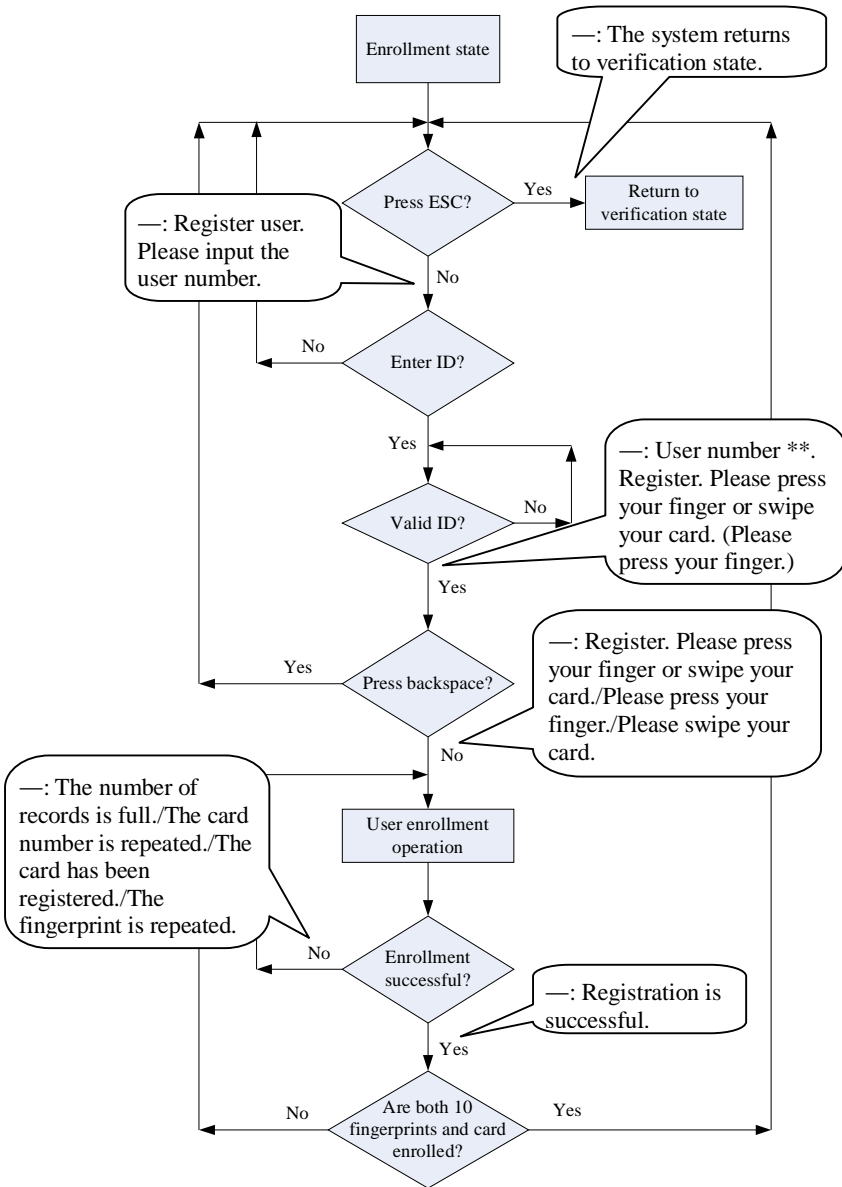 Enrollment state
—: The system returns
to verification state.
Press ESC?
Yes
Return to
verification state
—: Register user.
Please input the
user number.
No
Enter ID?
No
Yes
—: User number **.
Register. Please press
your finger or swipe
your card. (Please
press your finger.)
Valid ID?
No
Yes
Press backspace?
Yes
—: Register. Please press
your finger or swipe your
card./Please press your
finger./Please swipe your
card.
No
—: The number of
records is full./The card
number is repeated./The
card has been
registered./The
fingerprint is repeated.
User enrollment
operation
Enrollment
successful?
No
—: Registration is
successful.
Yes
Are both 10
fingerprints and card
enrolled?
No
Yes